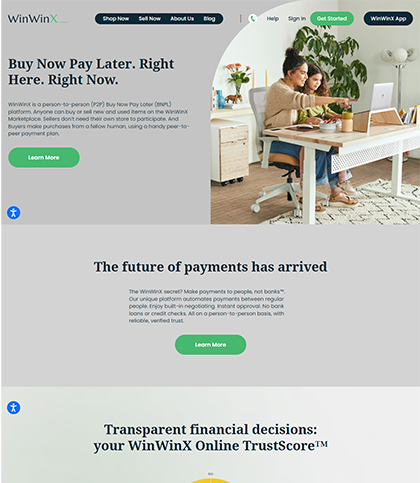 WinWinX
Shop Now Sell Now About Us Blog
Help Sign In Get Started WinWinX App
Buy Now Pay Later. Right
Here. Right Now.
WinWinX is a person-to-person (P2P) Buy Now Pay Later (BNPL)
platform. Anyone can buy or sell new and used items on the WinWinX
Marketplace. Sellers don't need their own store to participate. And
Buyers make purchases from a fellow human, using a handy peer-to-
peer payment plan.
Learn More
The future of payments has arrived
The WinWinX secret? Make payments to people, not banks™.
Our unique platform automates payments between regular
people. Enjoy built-in negotiating. Instant approval. No bank
loans or credit checks. All on a person-to-person basis, with
reliable, verified trust.
Learn More
Transparent financial decisions:
your WinWinX Online TrustScore™